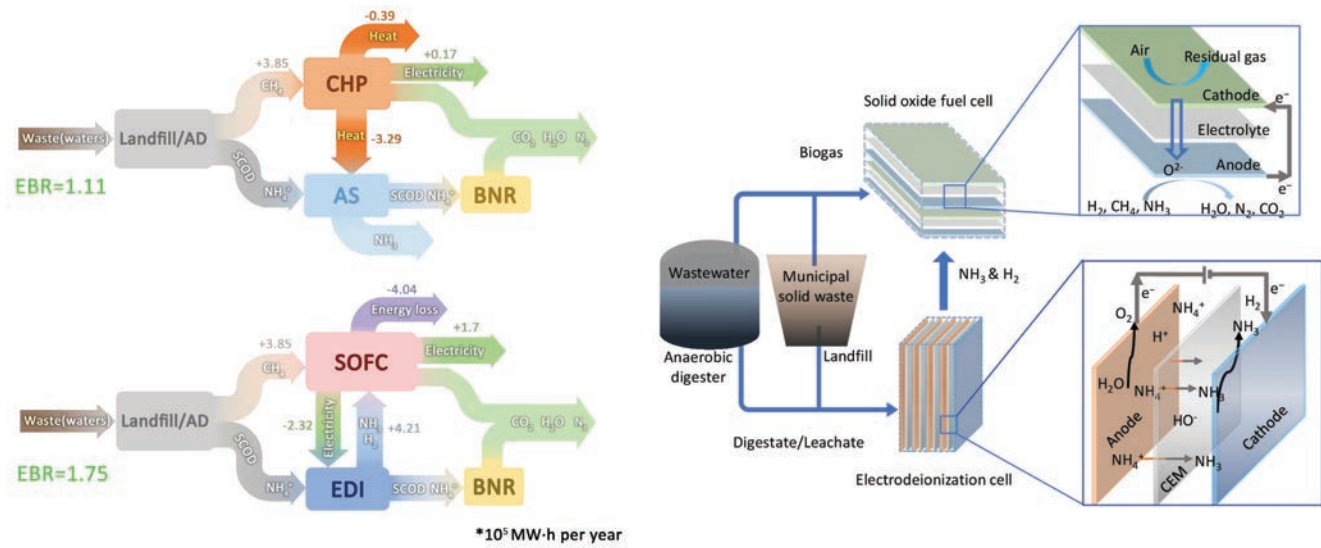 -0.39
Heat
+0.17
Electricity
+3.85
CH₄
CHP
Waste(waters)
Landfill/AD
Heat
-3.29
CO₂ H₂O N₂
EBR=1.11
SCOD
NH₄⁺
AS
SCOD NH₄⁺
BNR
NH₃
-4.04
Energy loss
+1.7
Electricity
+3.85
CH₄
SOFC
Waste(waters)
Landfill/AD
-2.32
Electricity
NH₃
H₂
+4.21
CO₂ H₂O N₂
EBR=1.75
SCOD
NH₄⁺
EDI
SCOD NH₄⁺
BNR
*10⁵ MW·h per year
Solid oxide fuel cell
Biogas
Wastewater
Municipal
solid waste
NH₃ & H₂
Anaerobic
digester
Landfill
Digestate/Leachate
Electrodeionization cell
Air
Residual gas
Cathode
e⁻
Electrolyte
Anode
O²⁻
e⁻
H₂, CH₄, NH₃
H₂O, N₂, CO₂
e⁻
e⁻
O₂
NH₄⁺
H₂
NH₃
H⁺
H₂O
NH₄⁺
NH₃
HO⁻
Anode
Cathode
NH₄⁺
NH₃
CEM